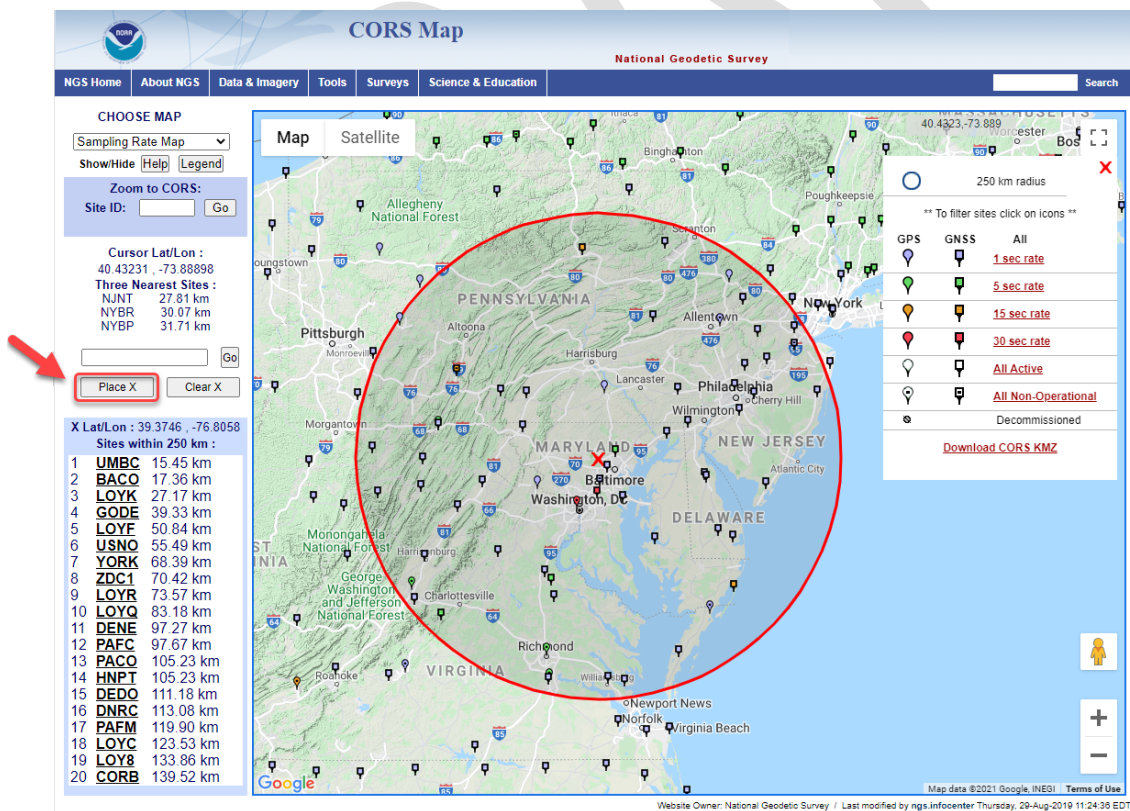 NOAA
CORS Map
National Geodetic Survey
NGS Home About NGS Data & Imagery Tools Surveys Science & Education Search
CHOOSE MAP
Sampling Rate Map
Show/Hide Help Legend
Zoom to CORS:
Site ID: Go
Cursor Lat/Lon :
40.43231 , -73.88898
Three Nearest Sites :
NJNT 27.81 km
NYBR 30.07 km
NYBP 31.71 km
Go
Place X Clear X
X Lat/Lon : 39.3746 , -76.8058
Sites within 250 km :
1 UMBC 15.45 km
2 BACO 17.36 km
3 LOYK 27.17 km
4 GODE 39.33 km
5 LOYF 50.84 km
6 USNO 55.49 km
7 YORK 68.39 km
8 ZDC1 70.42 km
9 LOYR 73.57 km
10 LOYQ 83.18 km
11 DENE 97.27 km
12 PAFC 97.67 km
13 PACO 105.23 km
14 HNPT 105.23 km
15 DEDO 111.18 km
16 DNRC 113.08 km
17 PAFM 119.90 km
18 LOYC 123.53 km
19 LOY8 133.86 km
20 CORB 139.52 km
Map Satellite
40.4323,-73.889
MASSACHUSETTS
Ithaca
Worcester
Bos
Binghamton
Poughkeepsie
Allegheny
National Forest
Scranton
oungstown
PENNSYLVANIA
New York
Allentown
Pittsburgh
Altoona
Monroeville
Harrisburg
Lancaster
Philadelphia
Cherry Hill
Wilmington
Morgantown
MARYLAND
NEW JERSEY
Atlantic City
Baltimore
Washington, DC
DELAWARE
Monongahela
National Forest
ST
INIA
Harrisonburg
George
Washington
and Jefferson
National Forest
Charlottesville
Richmond
Roanoke
VIRGINIA
Williamsburg
Newport News
Norfolk
Virginia Beach
250 km radius
** To filter sites click on icons **
GPS GNSS All
1 sec rate
5 sec rate
15 sec rate
30 sec rate
All Active
All Non-Operational
Decommissioned
Download CORS KMZ
Google
Map data ©2021 Google, INEGI Terms of Use
Website Owner: National Geodetic Survey / Last modified by ngs.infocenter Thursday, 29-Aug-2019 11:24:36 EDT